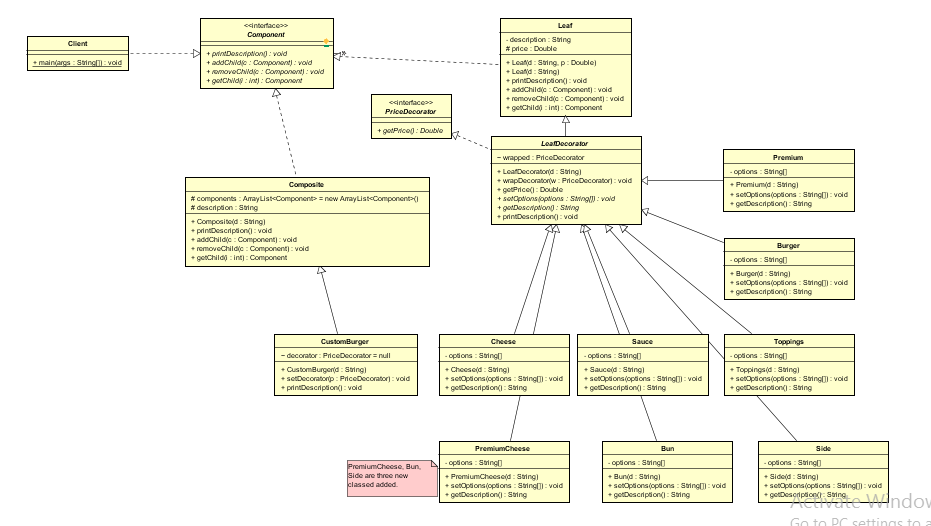 Client
+ main(args : String[]) : void
<<interface>>
Component
+ printDescription() : void
+ addChild(c : Component) : void
+ removeChild(c : Component) : void
+ getChild(i : int) : Component
Leaf
- description : String
# price : Double
+ Leaf(d : String, p : Double)
+ Leaf(d : String)
+ printDescription() : void
+ addChild(c : Component) : void
+ removeChild(c : Component) : void
+ getChild(i : int) : Component
<<interface>>
PriceDecorator
+ getPrice() : Double
LeafDecorator
~ wrapped : PriceDecorator
+ LeafDecorator(d : String)
+ wrapDecorator(w : PriceDecorator) : void
+ getPrice() : Double
+ setOptions(options : String[]) : void
+ getDescription() : String
+ printDescription() : void
Premium
- options : String[]
+ Premium(d : String)
+ setOptions(options : String[]) : void
+ getDescription() : String
Composite
# components : ArrayList<Component> = new ArrayList<Component>()
# description : String
+ Composite(d : String)
+ printDescription() : void
+ addChild(c : Component) : void
+ removeChild(c : Component) : void
+ getChild(i : int) : Component
Burger
- options : String[]
+ Burger(d : String)
+ setOptions(options : String[]) : void
+ getDescription() : String
CustomBurger
~ decorator : PriceDecorator = null
+ CustomBurger(d : String)
+ setDecorator(p : PriceDecorator) : void
+ printDescription() : void
Cheese
- options : String[]
+ Cheese(d : String)
+ setOptions(options : String[]) : void
+ getDescription() : String
Sauce
- options : String[]
+ Sauce(d : String)
+ setOptions(options : String[]) : void
+ getDescription() : String
Toppings
- options : String[]
+ Toppings(d : String)
+ setOptions(options : String[]) : void
+ getDescription() : String
PremiumCheese, Bun,
Side are three new
classed added.
PremiumCheese
- options : String[]
+ PremiumCheese(d : String)
+ setOptions(options : String[]) : void
+ getDescription() : String
Bun
- options : String[]
+ Bun(d : String)
+ setOptions(options : String[]) : void
+ getDescription() : String
Side
- options : String[]
+ Side(d : String)
+ setOptions(options : String[]) : void
+ getDescription() : String
Activate Window
Go to PC settings to a